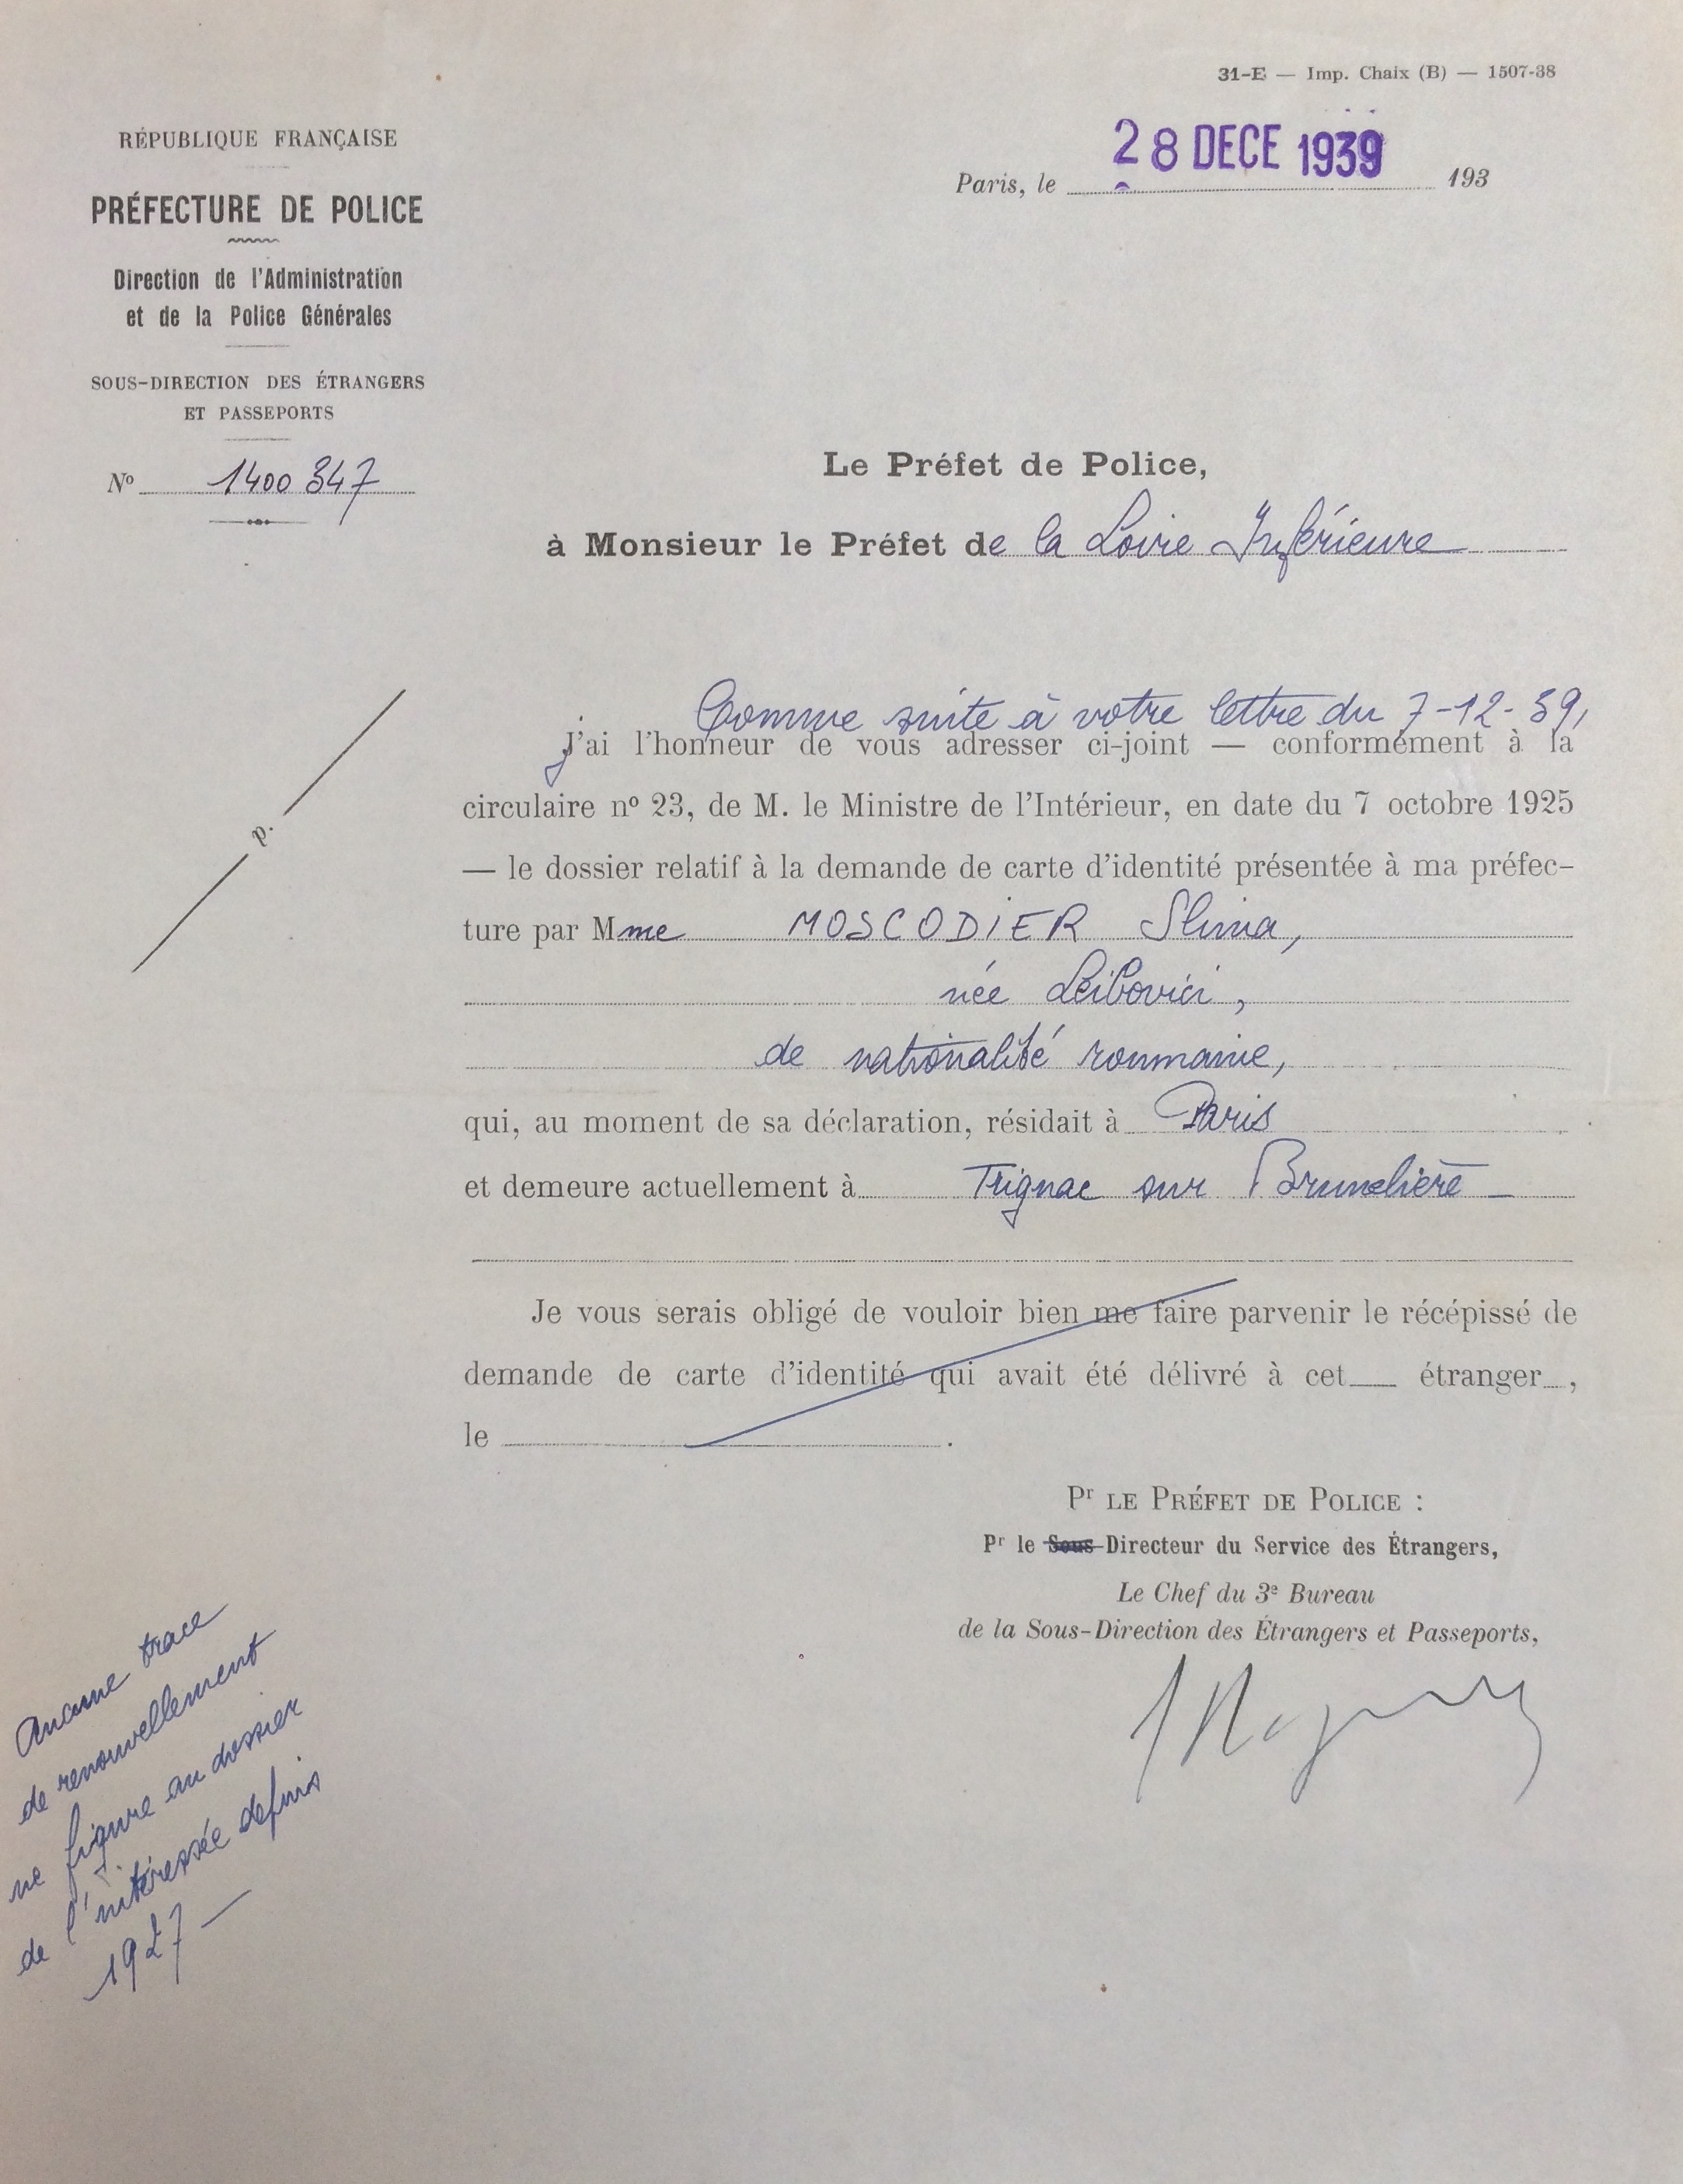 31-E — Imp. Chaix (B) — 1507-38
RÉPUBLIQUE FRANÇAISE
PRÉFECTURE DE POLICE
Direction de l'Administration
et de la Police Générales
SOUS-DIRECTION DES ÉTRANGERS
ET PASSEPORTS
Nº 1400 347
28 DECE 1939
Paris, le 193
Le Préfet de Police,
à Monsieur le Préfet de la Loire Inférieure
Comme suite à votre lettre du 7-12-39,
j'ai l'honneur de vous adresser ci-joint — conformément à la
circulaire nº 23, de M. le Ministre de l'Intérieur, en date du 7 octobre 1925
— le dossier relatif à la demande de carte d'identité présentée à ma préfec-
ture par Mme MOSCODIER Slima,
née Leibovici,
de nationalité roumaine,
qui, au moment de sa déclaration, résidait à Paris
et demeure actuellement à Trignac sur Brunelière —
p.
Je vous serais obligé de vouloir bien me faire parvenir le récépissé de
demande de carte d'identité qui avait été délivré à cet étranger ,
le .
Pr LE PRÉFET DE POLICE :
Pr le Sous-Directeur du Service des Étrangers,
Le Chef du 3e Bureau
de la Sous-Direction des Étrangers et Passeports,
Aucune trace
de renouvellement
ne figure au dossier
de l'intéressée depuis
1927 —